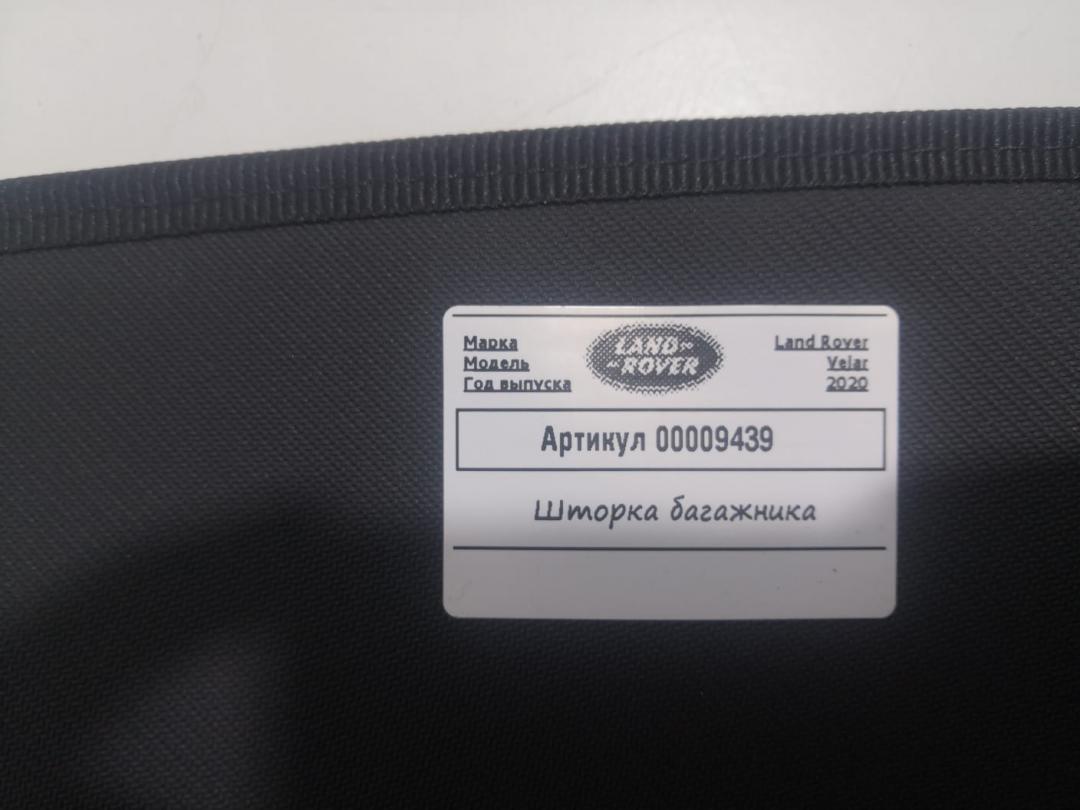 Марка Land Rover
Модель Velar
Год выпуска 2020
LAND
ROVER
Артикул 00009439
Шторка багажника